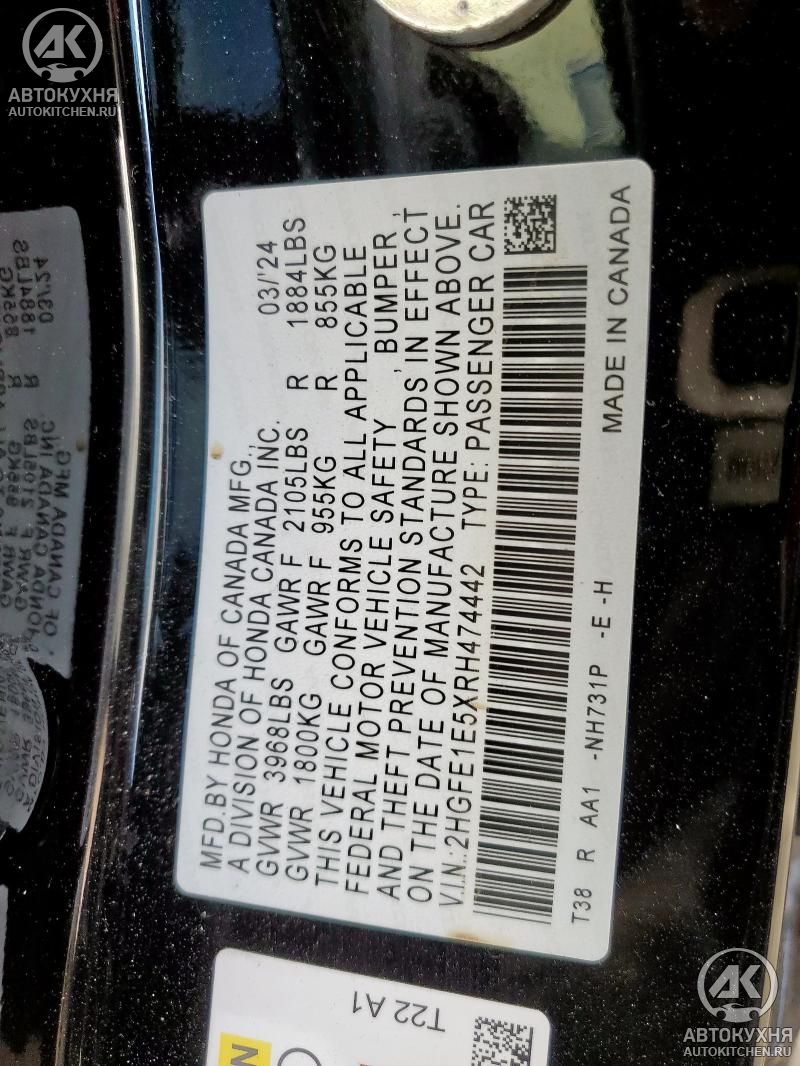 AK
АВТОКУХНЯ
AUTOKITCHEN.RU
MFD.BY HONDA OF CANADA MFG.,
A DIVISION OF HONDA CANADA INC. 03/'24
GVWR 3968LBS GAWR F 2105LBS R 1884LBS
GVWR 1800KG GAWR F 955KG R 855KG
THIS VEHICLE CONFORMS TO ALL APPLICABLE
FEDERAL MOTOR VEHICLE SAFETY , BUMPER,
AND THEFT PREVENTION STANDARDS IN EFFECT
ON THE DATE OF MANUFACTURE SHOWN ABOVE.
V.I.N.:2HGFE1E5XRH474442 TYPE: PASSENGER CAR
T38 R AA1 -NH731P -E -H MADE IN CANADA
T22 A1
AK
АВТОКУХНЯ
AUTOKITCHEN.RU